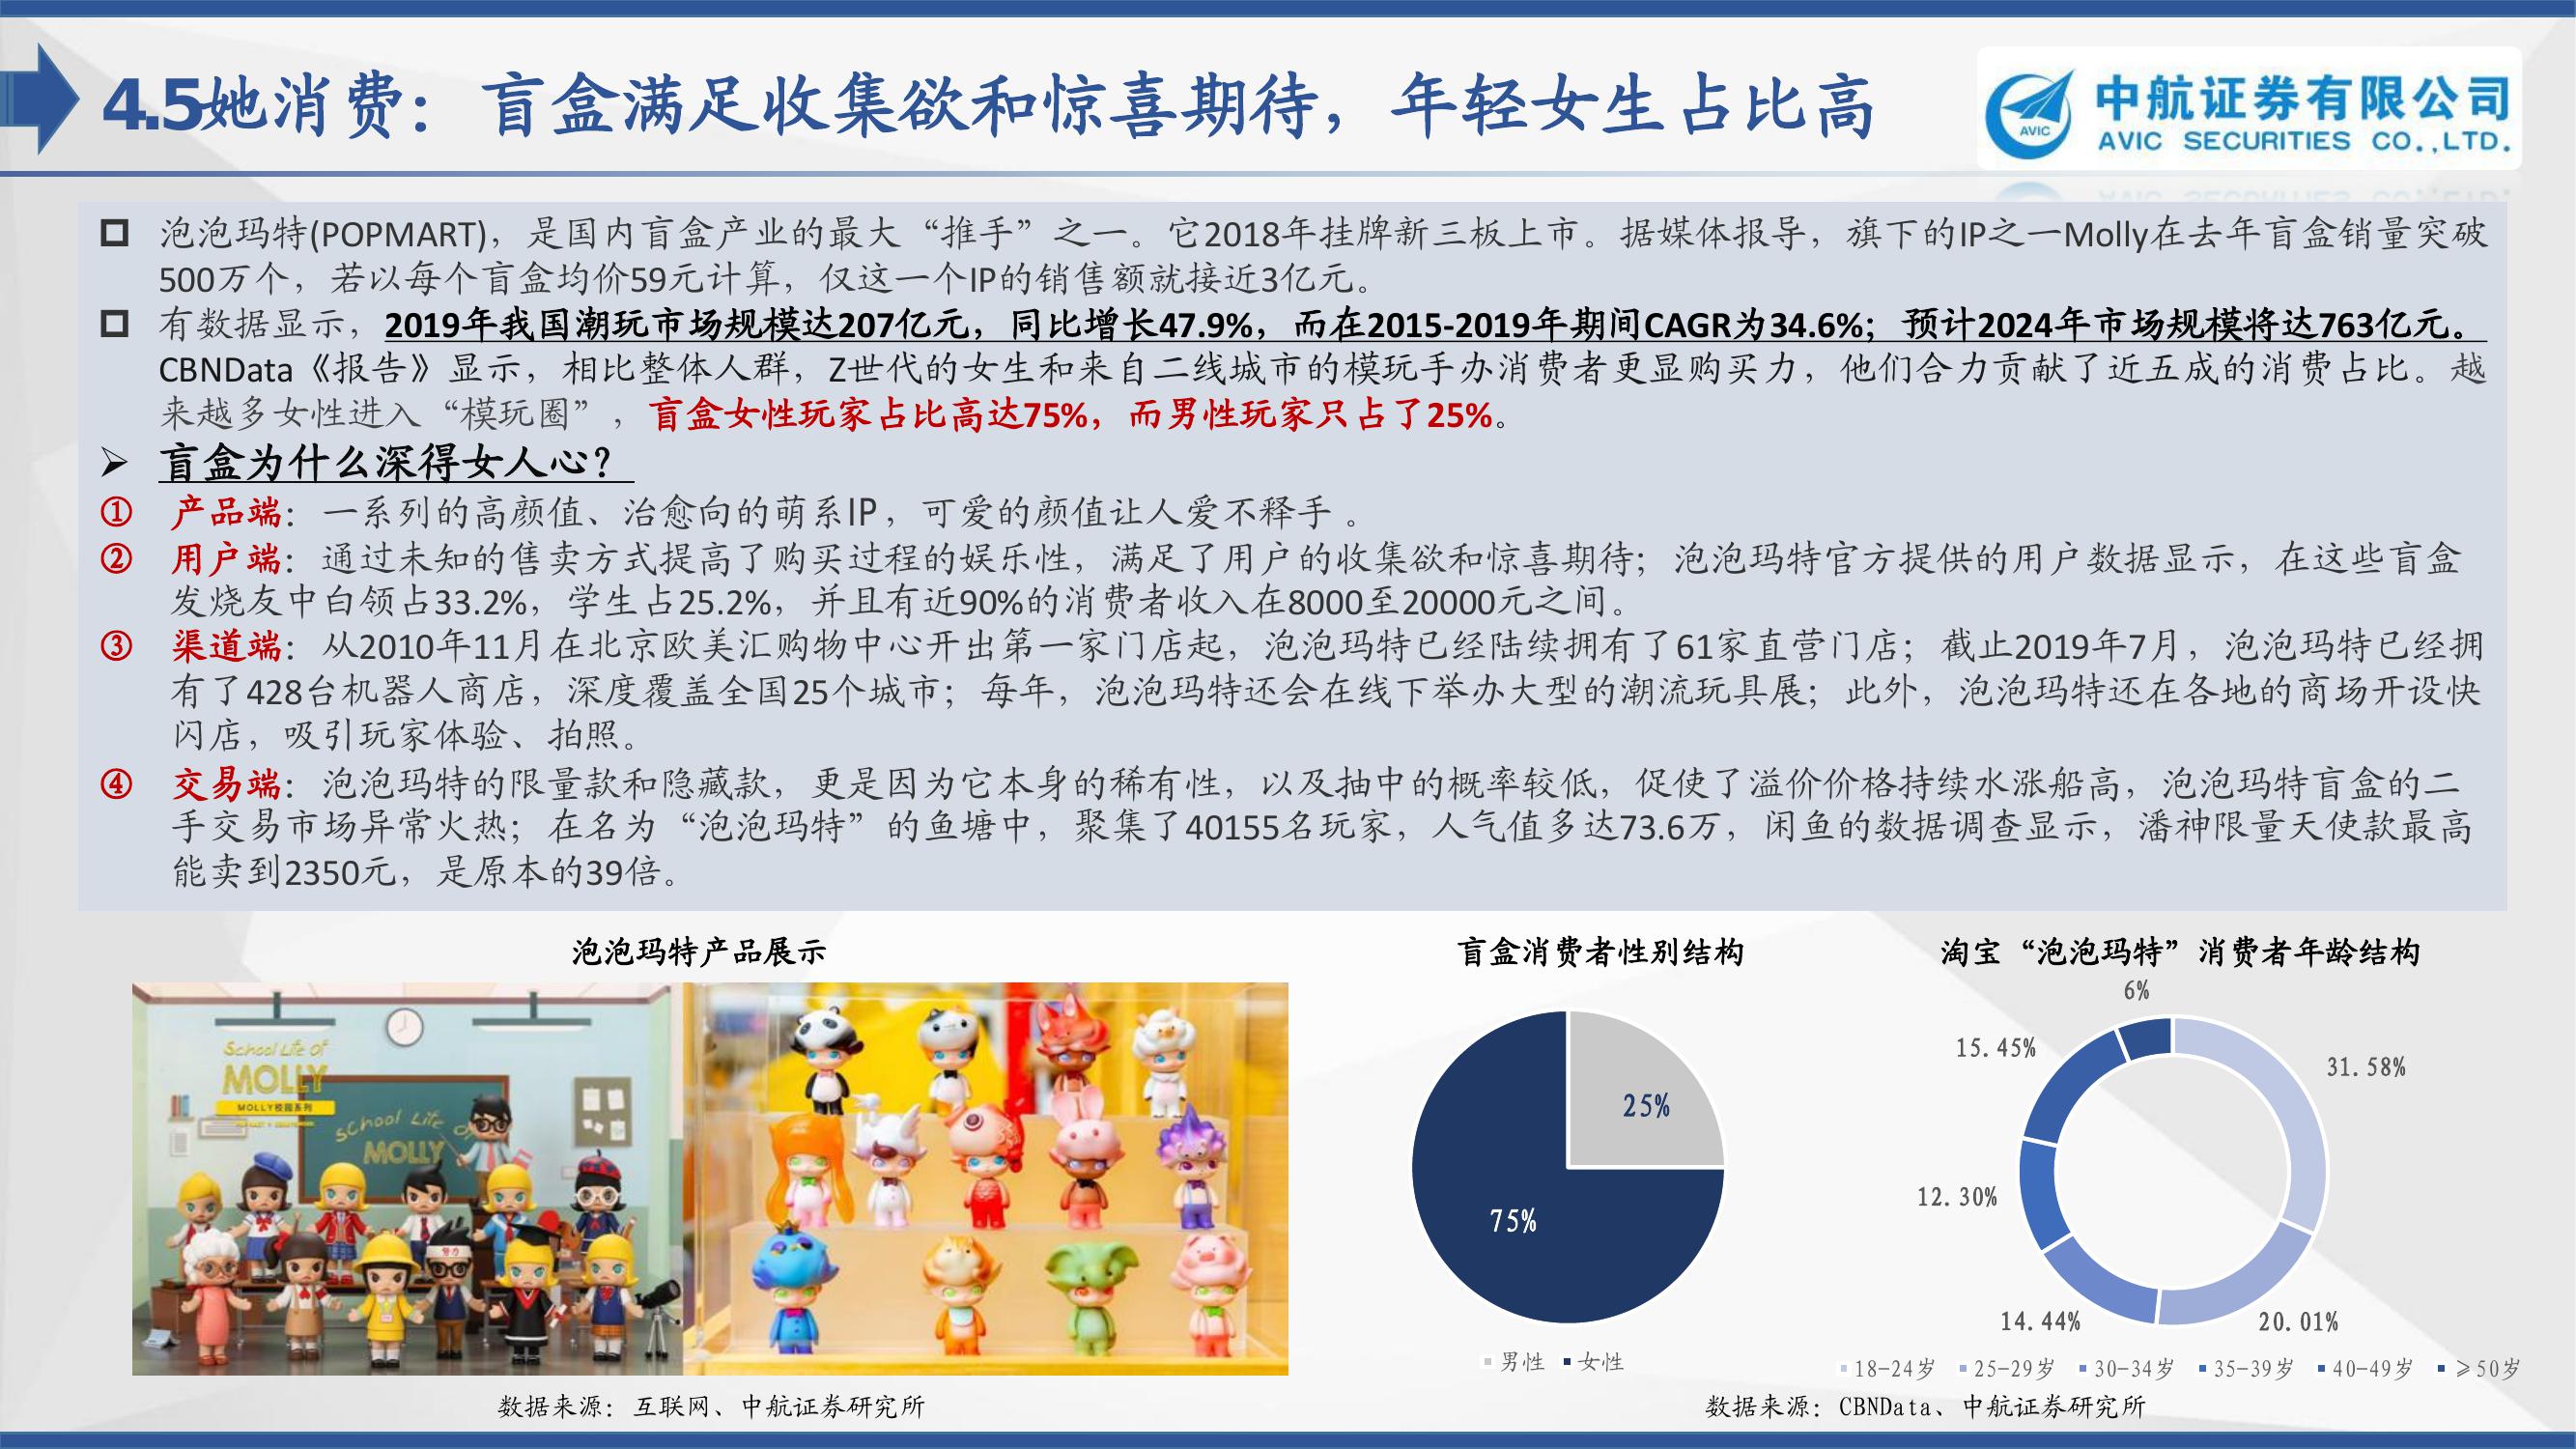 4.5她消费：盲盒满足收集欲和惊喜期待，年轻女生占比高
AVIC
中航证券有限公司
AVIC SECURITIES CO.,LTD.
泡泡玛特(POPMART)，是国内盲盒产业的最大“推手”之一。它2018年挂牌新三板上市。据媒体报导，旗下的IP之一Molly在去年盲盒销量突破
500万个，若以每个盲盒均价59元计算，仅这一个IP的销售额就接近3亿元。
有数据显示，2019年我国潮玩市场规模达207亿元，同比增长47.9%，而在2015-2019年期间CAGR为34.6%；预计2024年市场规模将达763亿元。
CBNData《报告》显示，相比整体人群，Z世代的女生和来自二线城市的模玩手办消费者更显购买力，他们合力贡献了近五成的消费占比。越
来越多女性进入“模玩圈”，盲盒女性玩家占比高达75%，而男性玩家只占了25%。
➢ 盲盒为什么深得女人心？
① 产品端：一系列的高颜值、治愈向的萌系IP，可爱的颜值让人爱不释手 。
② 用户端：通过未知的售卖方式提高了购买过程的娱乐性，满足了用户的收集欲和惊喜期待；泡泡玛特官方提供的用户数据显示，在这些盲盒
发烧友中白领占33.2%，学生占25.2%，并且有近90%的消费者收入在8000至20000元之间。
③ 渠道端：从2010年11月在北京欧美汇购物中心开出第一家门店起，泡泡玛特已经陆续拥有了61家直营门店；截止2019年7月，泡泡玛特已经拥
有了428台机器人商店，深度覆盖全国25个城市；每年，泡泡玛特还会在线下举办大型的潮流玩具展；此外，泡泡玛特还在各地的商场开设快
闪店，吸引玩家体验、拍照。
④ 交易端：泡泡玛特的限量款和隐藏款，更是因为它本身的稀有性，以及抽中的概率较低，促使了溢价价格持续水涨船高，泡泡玛特盲盒的二
手交易市场异常火热；在名为“泡泡玛特”的鱼塘中，聚集了40155名玩家，人气值多达73.6万，闲鱼的数据调查显示，潘神限量天使款最高
能卖到2350元，是原本的39倍。
泡泡玛特产品展示
School Life of
MOLLY
MOLLY校园系列
School Life of
MOLLY
努力
数据来源：互联网、中航证券研究所
盲盒消费者性别结构
25%
75%
男性 女性
淘宝“泡泡玛特”消费者年龄结构
6%
15.45%
31.58%
12.30%
14.44%
20.01%
18-24岁 25-29岁 30-34岁 35-39岁 40-49岁 ≥50岁
数据来源：CBNData、中航证券研究所